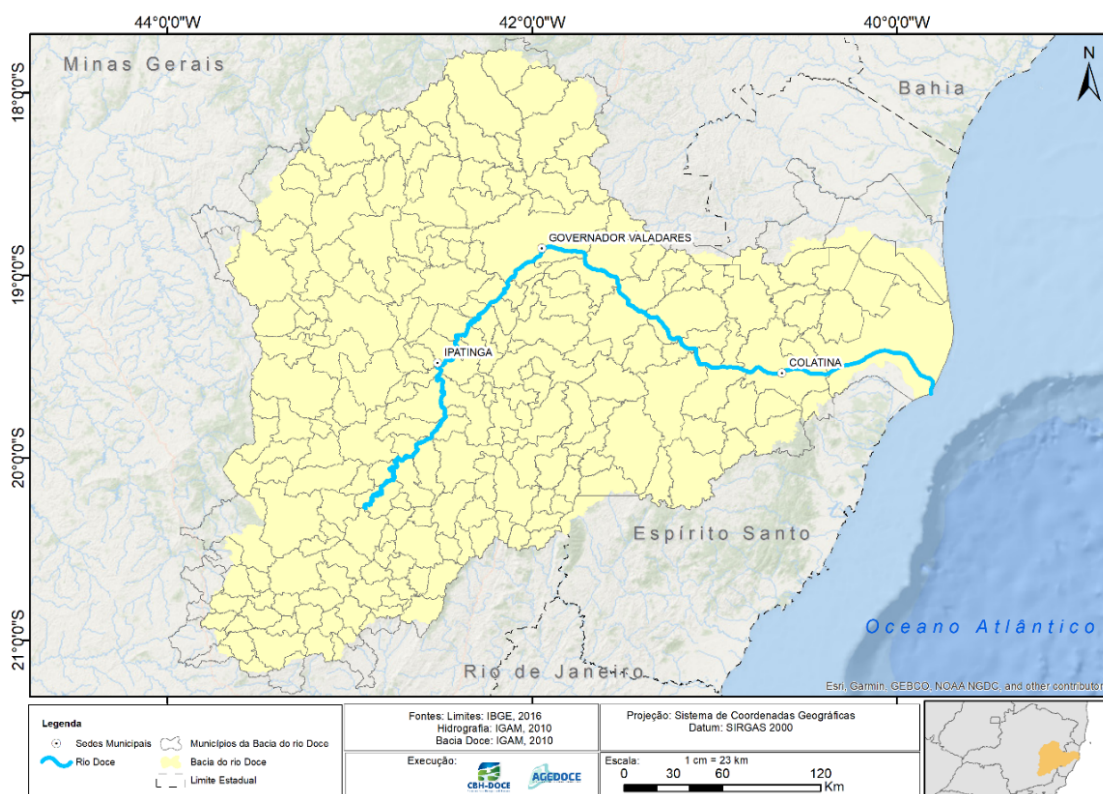 44°0'0"W
42°0'0"W
40°0'0"W
18°0'0"S
19°0'0"S
20°0'0"S
21°0'0"S
Minas Gerais
Bahia
N
GOVERNADOR VALADARES
IPATINGA
COLATINA
Espírito Santo
Oceano Atlântico
Rio de Janeiro
Esri, Garmin, GEBCO, NOAA NGDC, and other contributor
Legenda
Sedes Municipais
Rio Doce
Municípios da Bacia do rio Doce
Bacia do rio Doce
Limite Estadual
Fontes: Limites: IBGE, 2016
Hidrografia: IGAM, 2010
Bacia Doce: IGAM, 2010
Execução:
CBH-DOCE
AGEDOCE
Projeção: Sistema de Coordenadas Geográficas
Datum: SIRGAS 2000
Escala: 1 cm = 23 km
0 30 60 120
Km